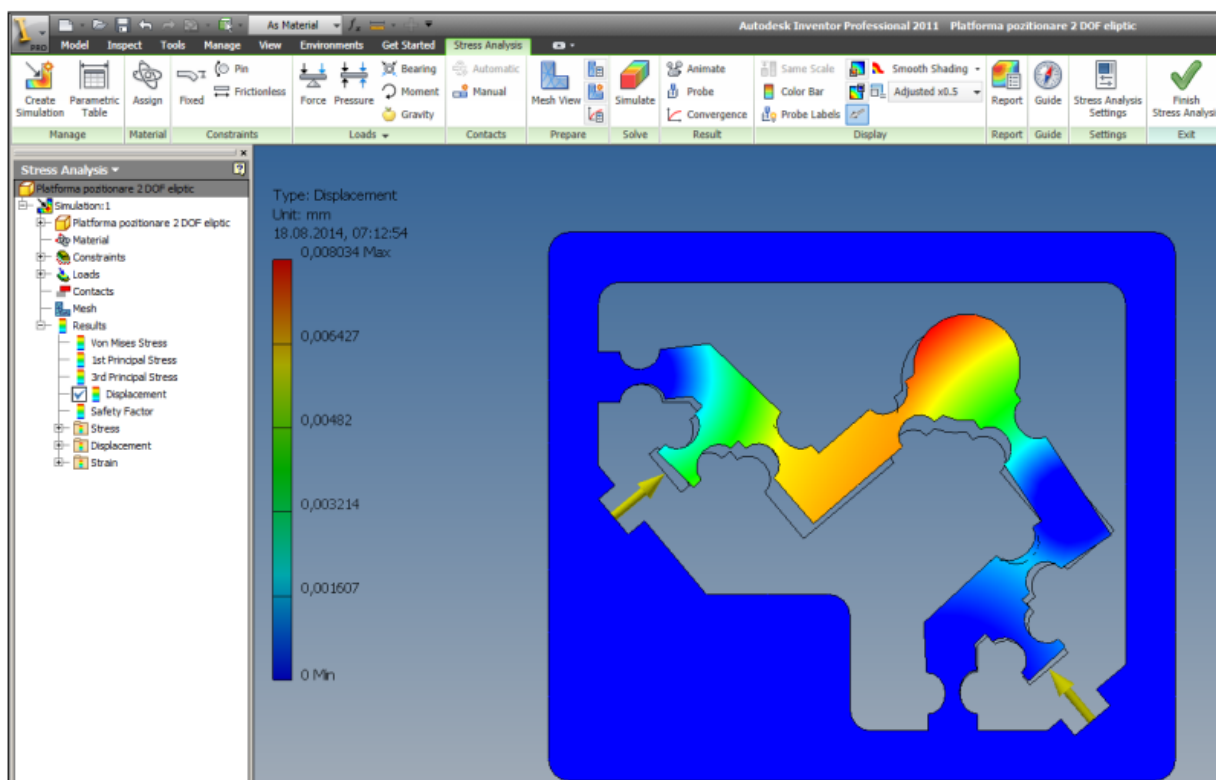 As Material
Autodesk Inventor Professional 2011 Platforma pozitionare 2 DOF eliptic
PRO
Model Inspect Tools Manage View Environments Get Started Stress Analysis
Create Simulation
Parametric Table
Assign
Fixed
Pin
Frictionless
Force
Pressure
Bearing
Moment
Gravity
Automatic
Manual
Mesh View
Simulate
Animate
Probe
Convergence
Same Scale
Color Bar
Probe Labels
Smooth Shading
Adjusted x0.5
Report
Guide
Stress Analysis Settings
Finish Stress Analysi
Manage Material Constraints Loads Contacts Prepare Solve Result Display Report Guide Settings Exit
Stress Analysis
Platforma pozitionare 2 DOF eliptic
Simulation:1
Platforma pozitionare 2 DOF eliptic
Material
Constraints
Loads
Contacts
Mesh
Results
Von Mises Stress
1st Principal Stress
3rd Principal Stress
Displacement
Safety Factor
Stress
Displacement
Strain
Type: Displacement
Unit: mm
18.08.2014, 07:12:54
0,008034 Max
0,006427
0,00482
0,003214
0,001607
0 Min